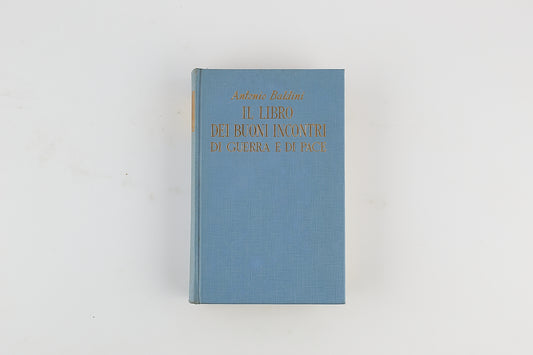 Antonio Baldini
IL LIBRO
DEI BUONI INCONTRI
DI GUERRA E DI PACE